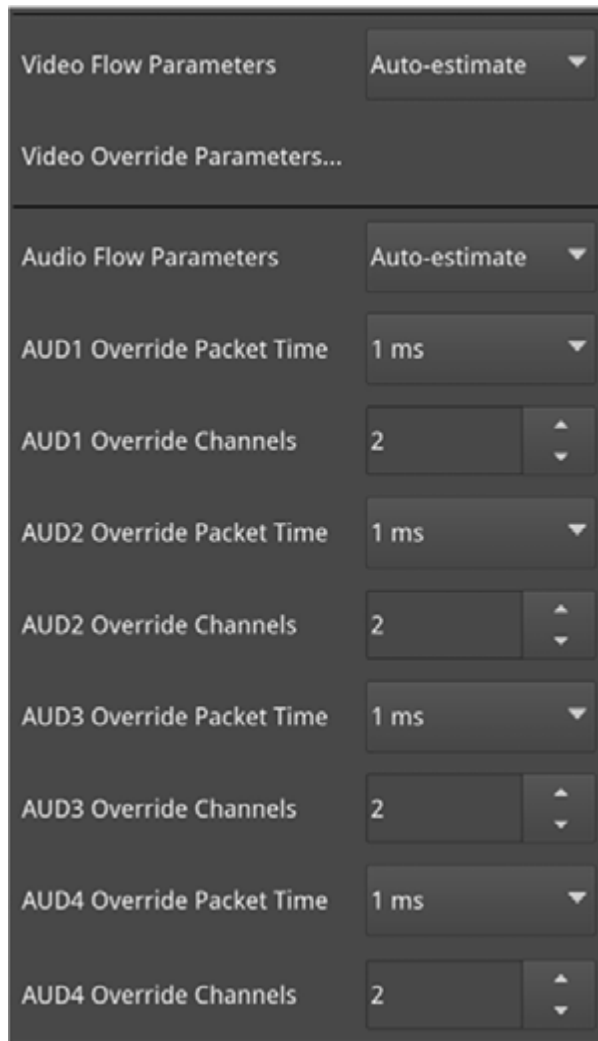 Video Flow Parameters Auto-estimate
Video Override Parameters...
Audio Flow Parameters Auto-estimate
AUD1 Override Packet Time 1 ms
AUD1 Override Channels 2
AUD2 Override Packet Time 1 ms
AUD2 Override Channels 2
AUD3 Override Packet Time 1 ms
AUD3 Override Channels 2
AUD4 Override Packet Time 1 ms
AUD4 Override Channels 2